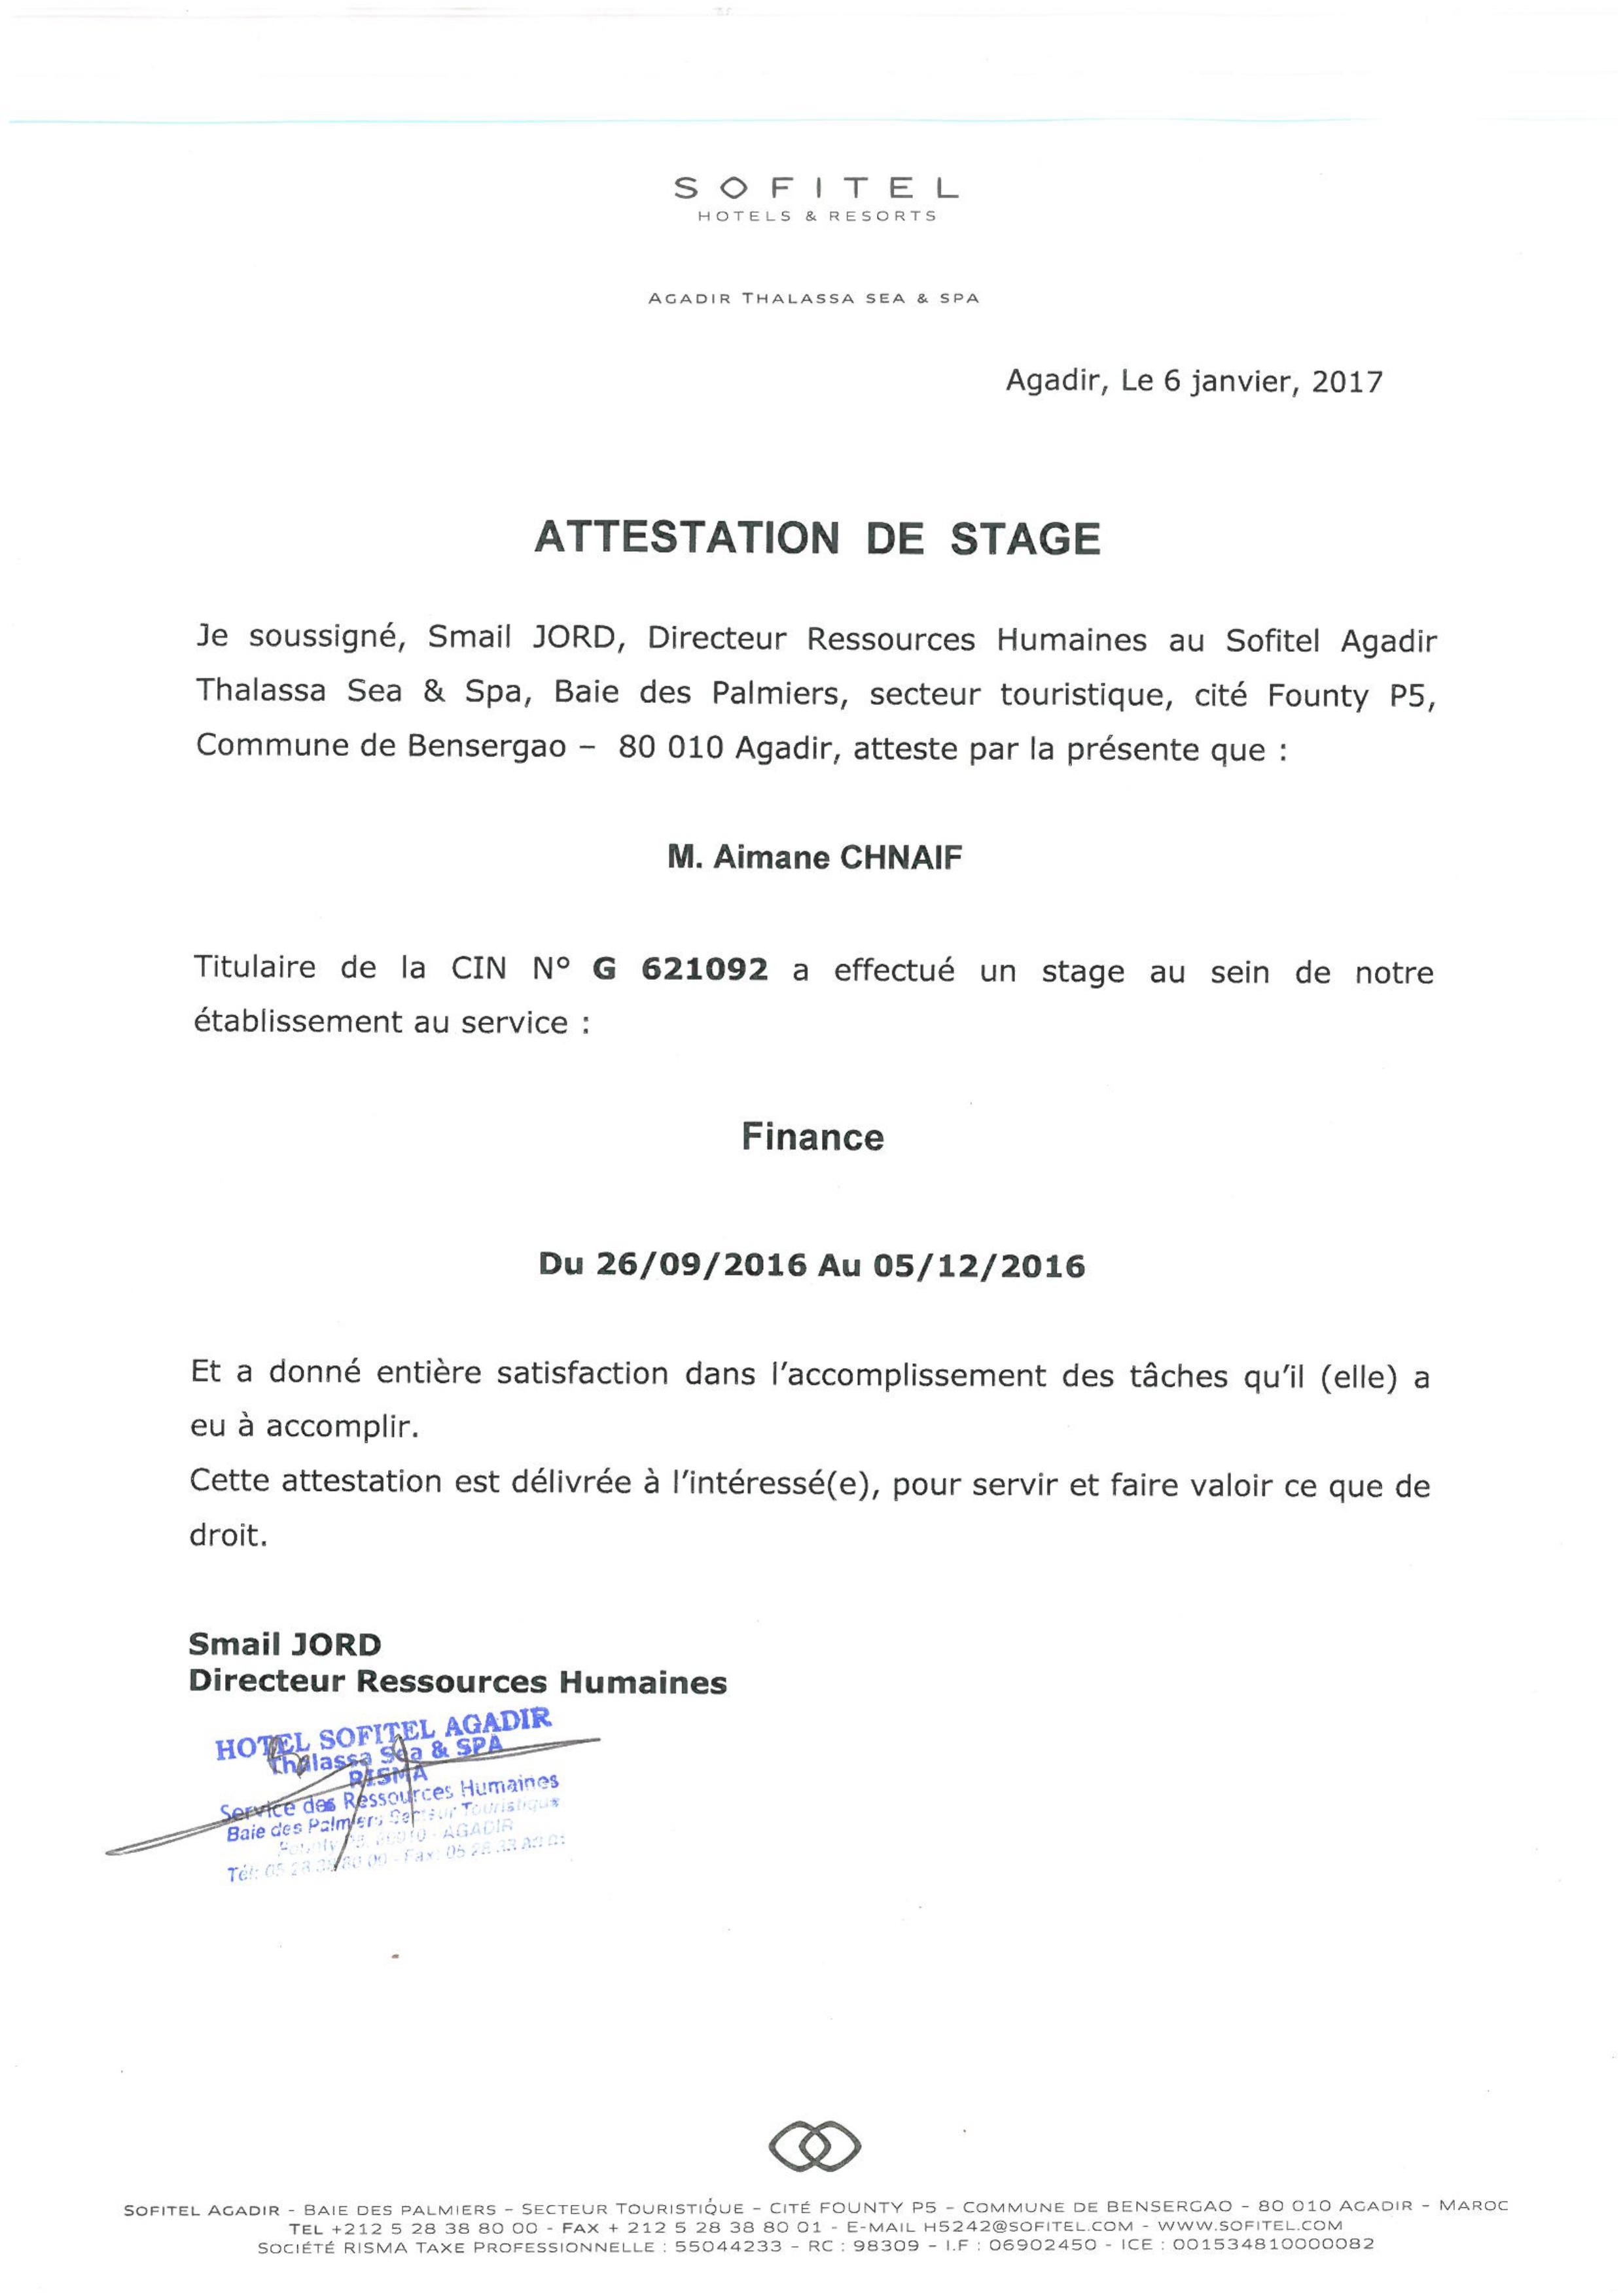 SOFITEL
HOTELS & RESORTS
AGADIR THALASSA SEA & SPA
Agadir, Le 6 janvier, 2017
ATTESTATION DE STAGE
Je soussigné, Smail JORD, Directeur Ressources Humaines au Sofitel Agadir
Thalassa Sea & Spa, Baie des Palmiers, secteur touristique, cité Founty P5,
Commune de Bensergao – 80 010 Agadir, atteste par la présente que :
M. Aimane CHNAIF
Titulaire de la CIN N° G 621092 a effectué un stage au sein de notre
établissement au service :
Finance
Du 26/09/2016 Au 05/12/2016
Et a donné entière satisfaction dans l'accomplissement des tâches qu'il (elle) a
eu à accomplir.
Cette attestation est délivrée à l'intéressé(e), pour servir et faire valoir ce que de
droit.
Smail JORD
Directeur Ressources Humaines
HOTEL SOFITEL AGADIR
Thalassa Sea & SPA
RISMA
Service des Ressources Humaines
Baie des Palmiers Secteur Touristique
Founty P5, 80010 - AGADIR
Tél: 05 28 38 80 00 - Fax: 05 28
SOFITEL AGADIR – BAIE DES PALMIERS – SECTEUR TOURISTIQUE – CITÉ FOUNTY P5 – COMMUNE DE BENSERGAO – 80 010 AGADIR – MAROC
TEL +212 5 28 38 80 00 - FAX + 212 5 28 38 80 01 - E-MAIL H5242@SOFITEL.COM - WWW.SOFITEL.COM
SOCIÉTÉ RISMA TAXE PROFESSIONNELLE : 55044233 – RC : 98309 – I.F : 06902450 - ICE : 001534810000082